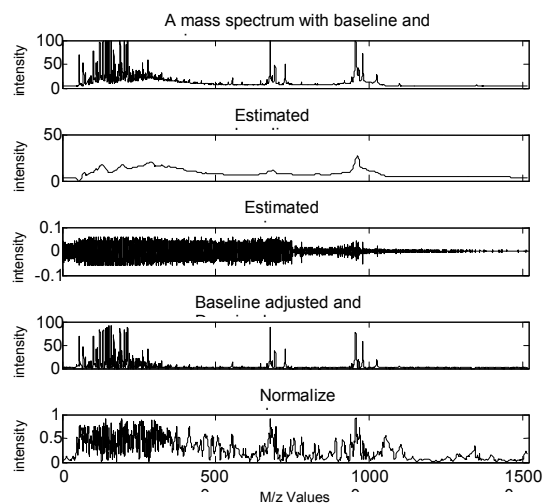 A mass spectrum with baseline and
100
50
0
intensity
Estimated
50
0
intensity
Estimated
0.1
0
-0.1
intensity
Baseline adjusted and
100
50
0
intensity
Normalize
1
0.5
0
intensity
0
500
1000
1500
M/z Values